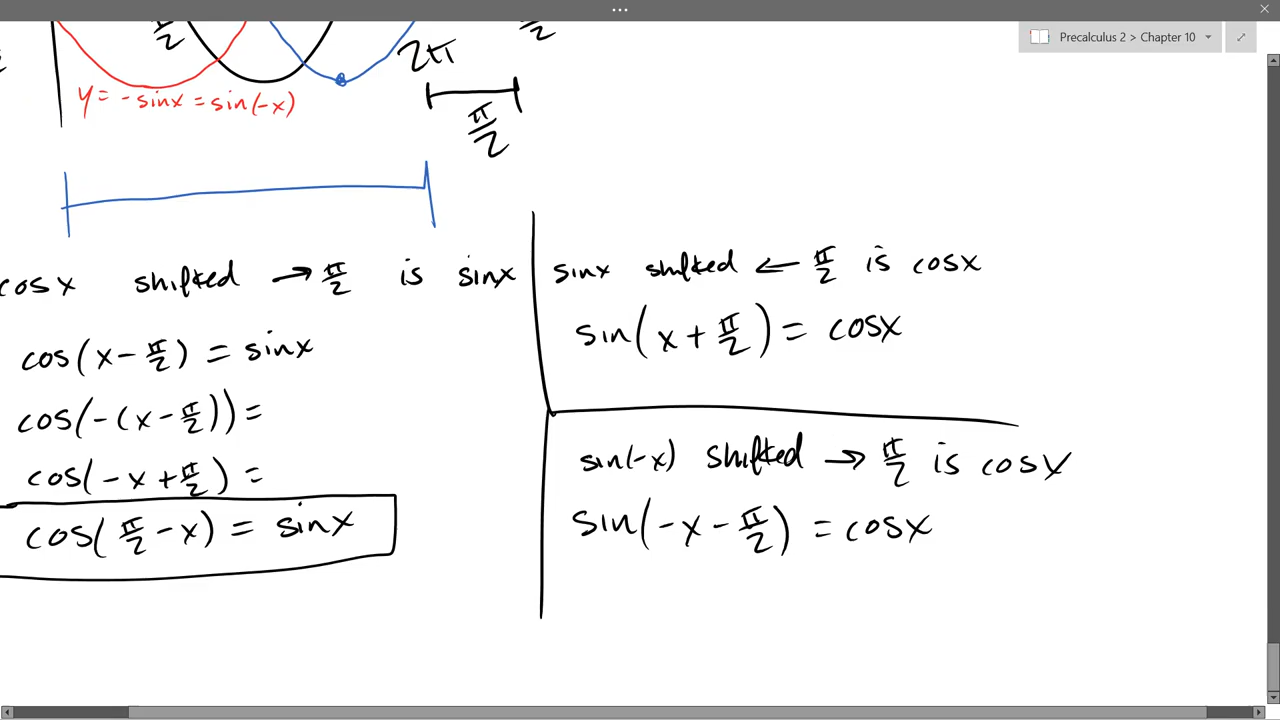 Precalculus 2 > Chapter 10
π/2
2π
π/2
y = -sinx = sin(-x)
π/2
cosx shifted → π/2 is sinx
cos(x - π/2) = sinx
cos(-(x - π/2)) =
cos(-x + π/2) =
cos(π/2 - x) = sinx
sinx shifted ← π/2 is cosx
sin(x + π/2) = cosx
sin(-x) shifted → π/2 is cosx
sin(-x - π/2) = cosx